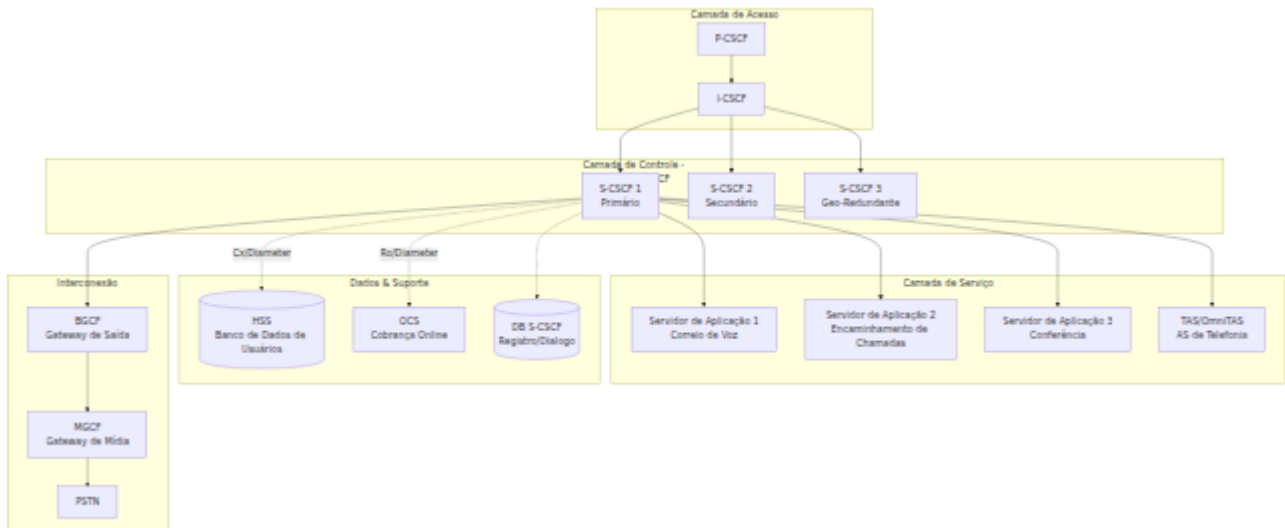 Camada de Acesso
P-CSCF
I-CSCF
Camada de Controle -
CF
S-CSCF 1
Primário
S-CSCF 2
Secundário
S-CSCF 3
Geo-Redundante
Cx/Diameter
Ro/Diameter
Interconexão
BGCF
Gateway de Saída
MGCF
Gateway de Mídia
PSTN
Dados & Suporte
HSS
Banco de Dados de
Usuários
OCS
Cobrança Online
DB S-CSCF
Registro/Dialogo
Camada de Serviço
Servidor de Aplicação 1
Correio de Voz
Servidor de Aplicação 2
Encaminhamento de
Chamadas
Servidor de Aplicação 3
Conferência
TAS/OmniTAS
AS de Telefonia